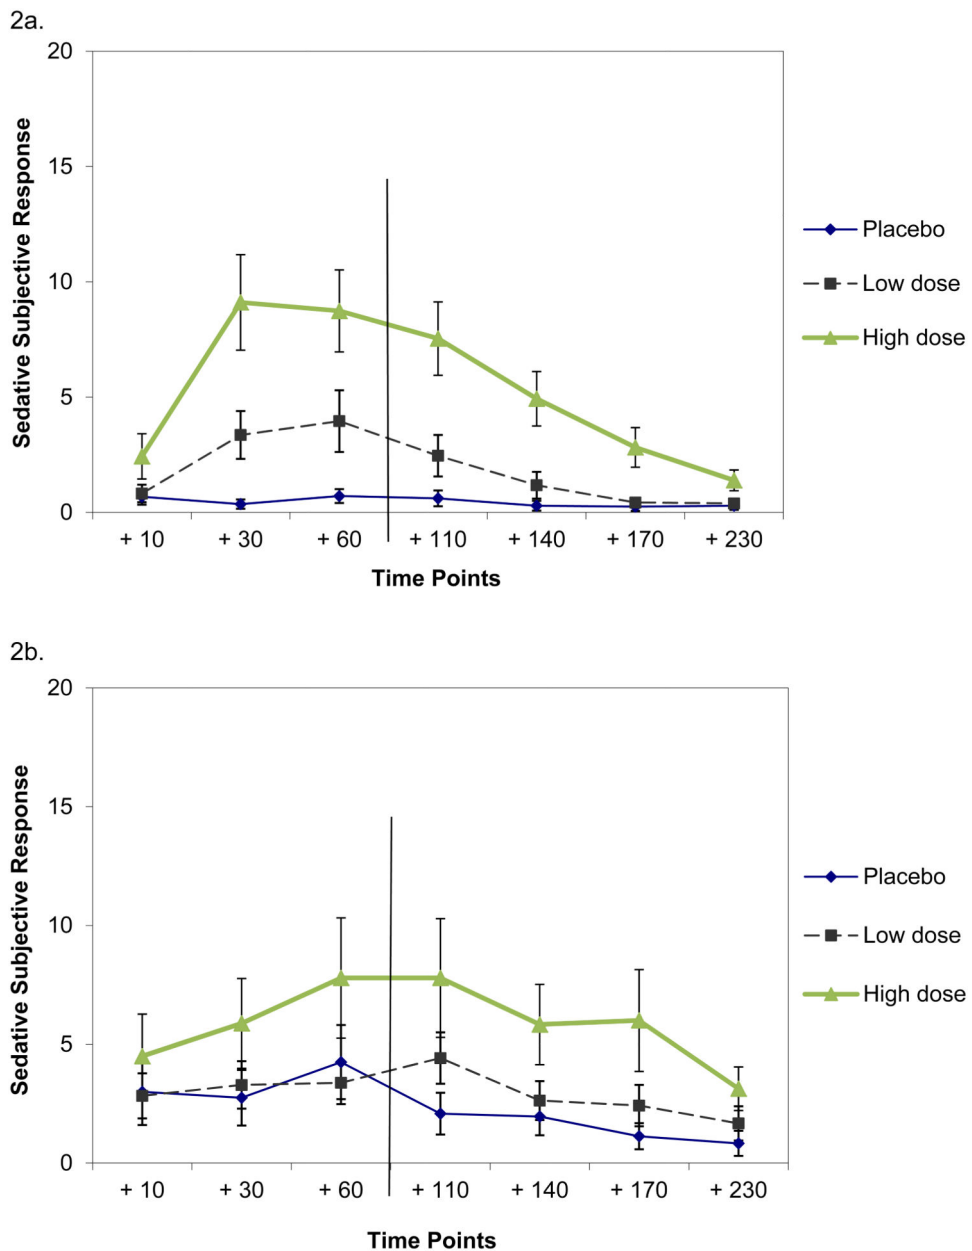 2a.
20
15
10
5
0
Sedative Subjective Response
+ 10 + 30 + 60 + 110 + 140 + 170 + 230
Time Points
Placebo
Low dose
High dose
2b.
20
15
10
5
0
Sedative Subjective Response
+ 10 + 30 + 60 + 110 + 140 + 170 + 230
Time Points
Placebo
Low dose
High dose